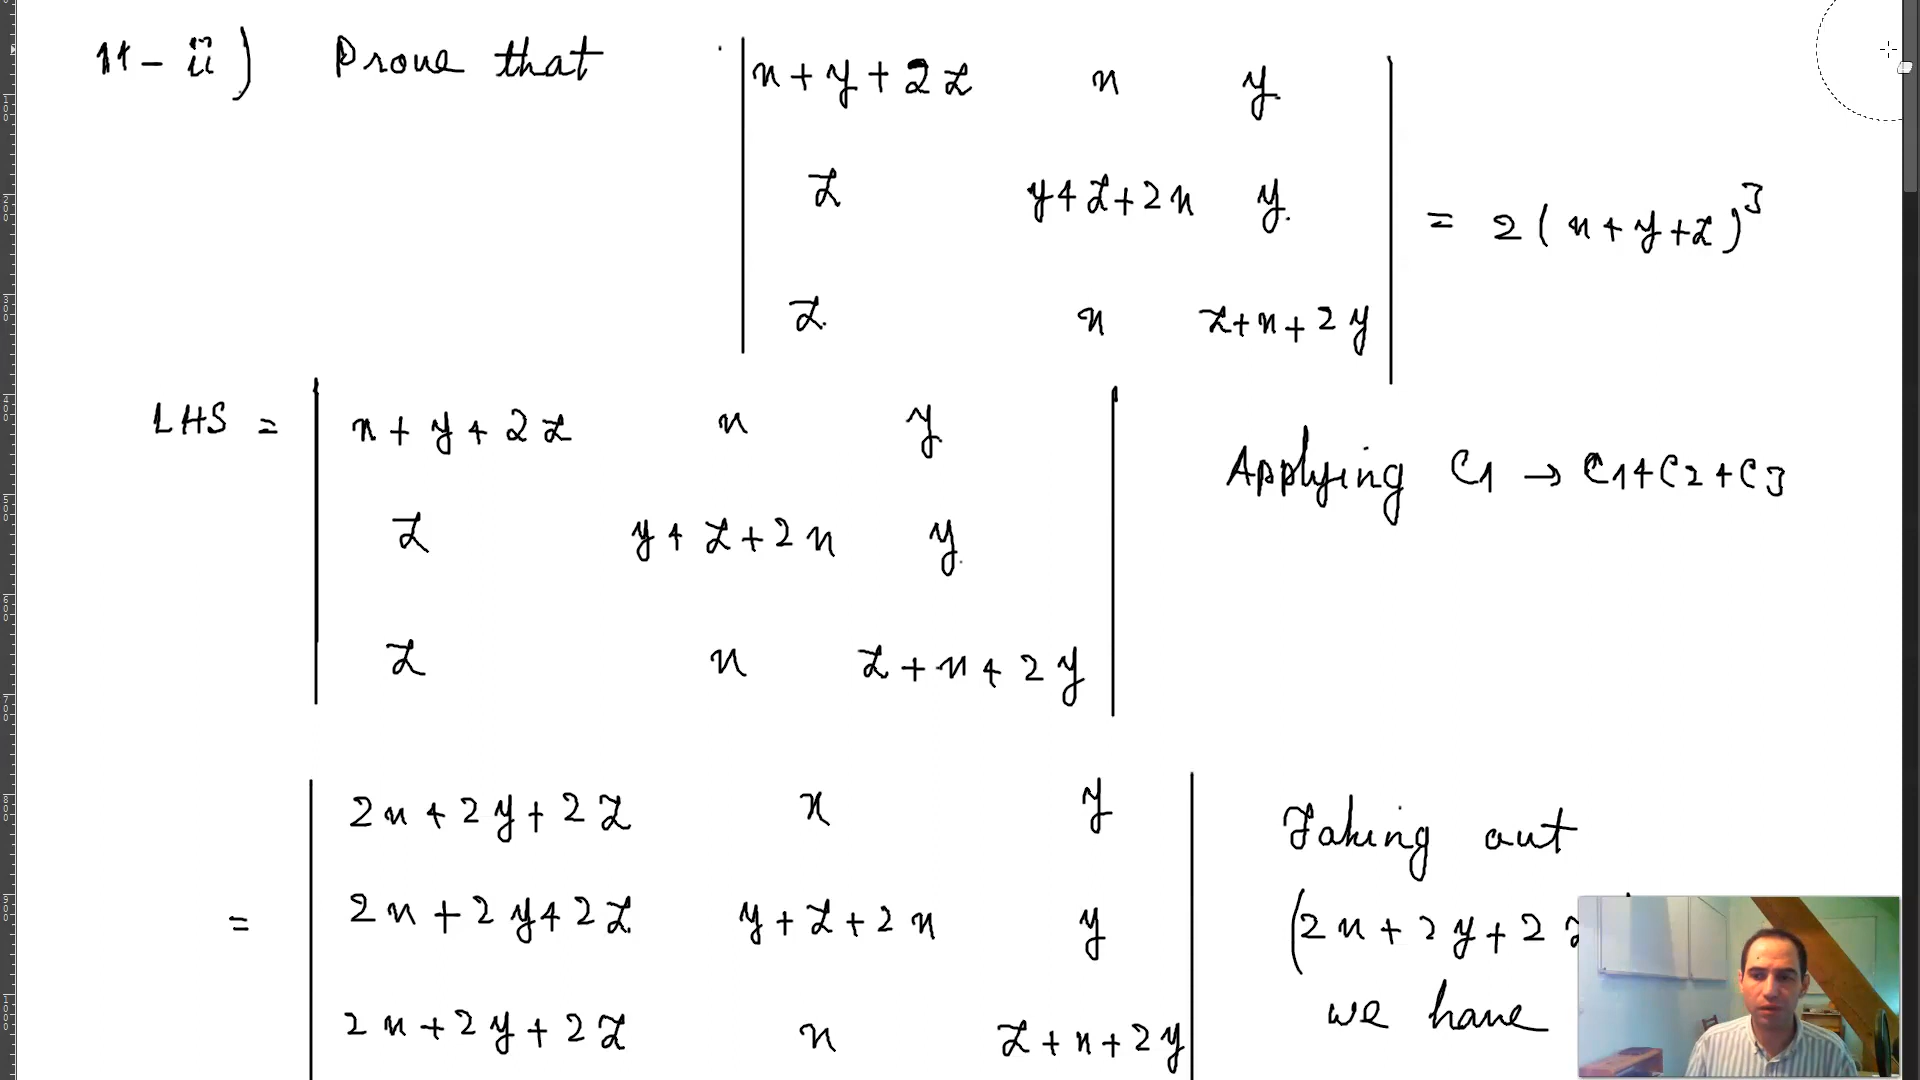 11-ii) Prove that
x+y+2z x y
z y+z+2x y
z x z+x+2y
= 2(x+y+z)^3
LHS = x+y+2z x y
z y+z+2x y
z x z+x+2y
Applying C1 → C1+C2+C3
2x+2y+2z x y
= 2x+2y+2z y+z+2x y
2x+2y+2z x z+x+2y
Taking out
(2x+2y+2z
we have